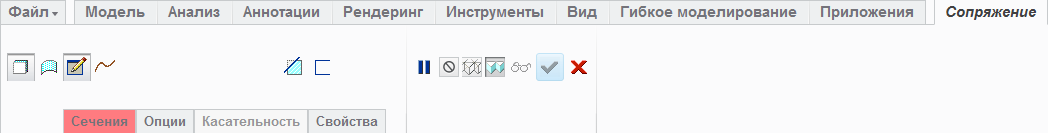 Файл Модель Анализ Аннотации Рендеринг Инструменты Вид Гибкое моделирование Приложения Сопряжение
Сечения Опции Касательность Свойства